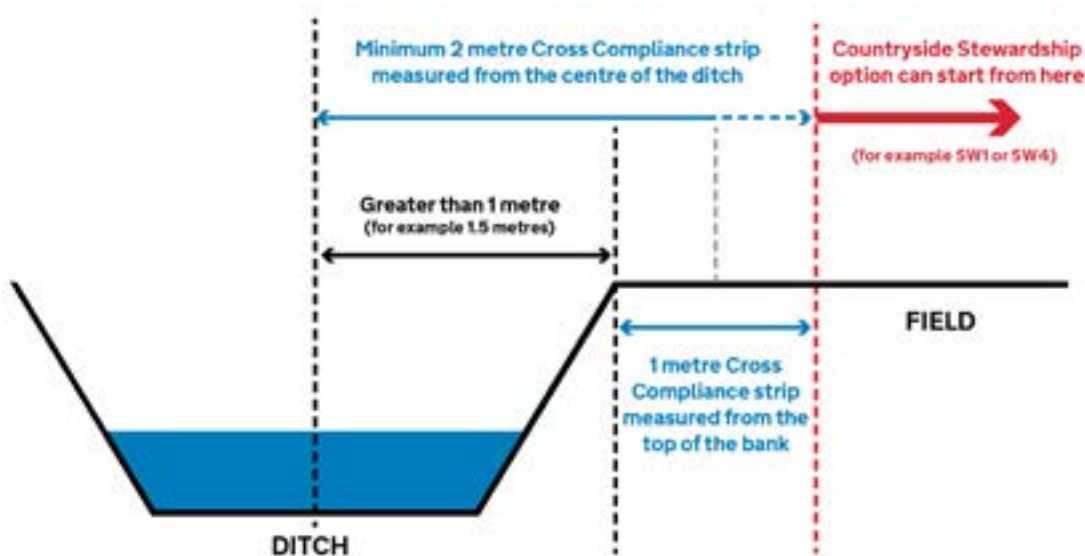 Minimum 2 metre Cross Compliance strip
measured from the centre of the ditch
Countryside Stewardship
option can start from here
(for example SW1 or SW4)
Greater than 1 metre
(for example 1.5 metres)
FIELD
1 metre Cross
Compliance strip
measured from the
top of the bank
DITCH